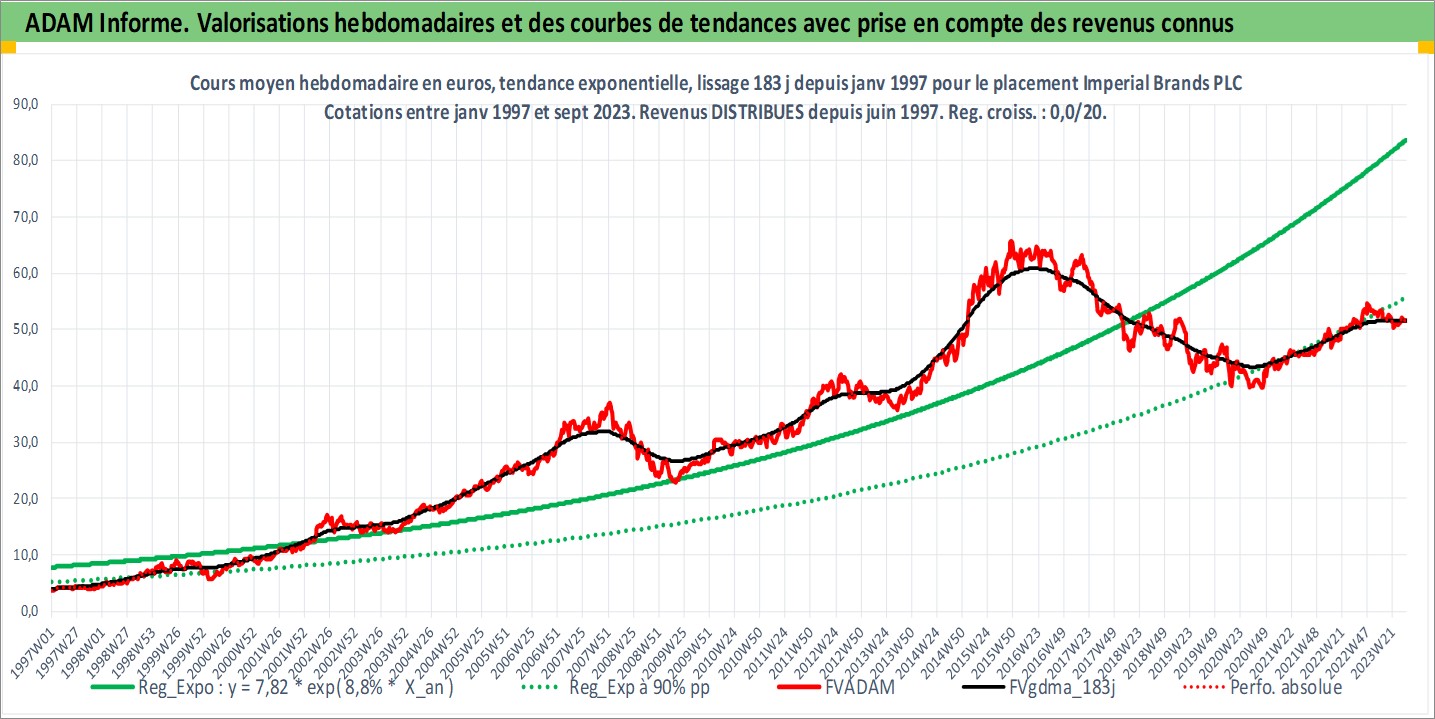 ADAM Informe. Valorisations hebdomadaires et des courbes de tendances avec prise en compte des revenus connus
Cours moyen hebdomadaire en euros, tendance exponentielle, lissage 183 j depuis janv 1997 pour le placement Imperial Brands PLC
Cotations entre janv 1997 et sept 2023. Revenus DISTRIBUES depuis juin 1997. Reg. croiss. : 0,0/20.
90,0
80,0
70,0
60,0
50,0
40,0
30,0
20,0
10,0
0,0
1997W01
1997W27
1998W01
1998W27
1998W53
1999W26
1999W52
2000W26
2000W52
2001W26
2001W52
2002W26
2002W52
2003W26
2003W52
2004W26
2004W52
2005W25
2005W51
2006W25
2006W51
2007W25
2007W51
2008W25
2008W51
2009W25
2009W51
2010W24
2010W50
2011W24
2011W50
2012W24
2012W50
2013W24
2013W50
2014W24
2014W50
2015W24
2015W50
2016W23
2016W49
2017W23
2017W49
2018W23
2018W49
2019W23
2019W49
2020W23
2020W49
2021W22
2021W48
2022W21
2022W47
2023W21
Reg_Expo : y = 7,82 * exp( 8,8% * X_an )
Reg_Exp à 90% pp
FVADAM
FVgdma_183j
Perfo. absolue